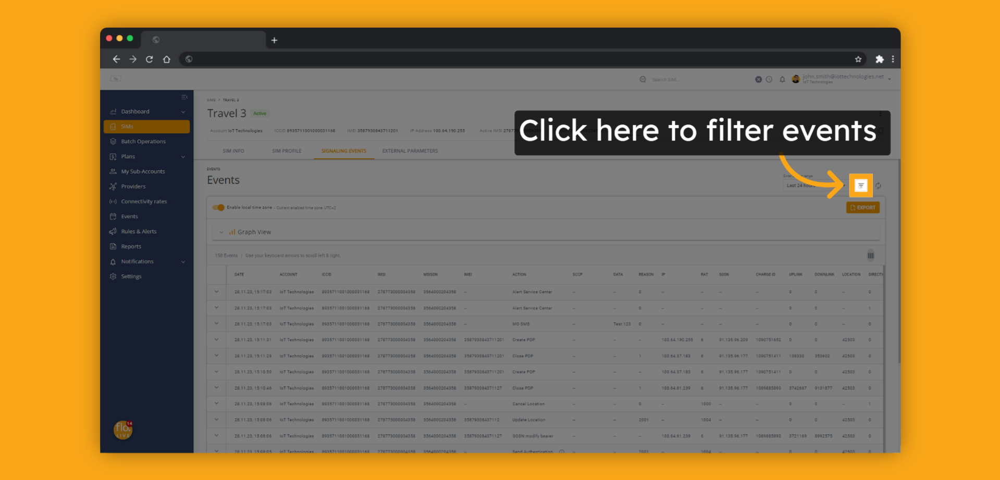 Search SIM...
john.smith@iottechnologies.net
IoT Technologies
Dashboard
SIMs
Batch Operations
Plans
My Sub-Accounts
Providers
Connectivity rates
Events
Rules & Alerts
Reports
Notifications
Settings
flo.
LIVE
14
SIMS > TRAVEL 3
Travel 3 Active
Account IoT Technologies ICCID 8935711001000031168 IMEI 3587930843711201 IP Address 100.64.190.255 Active IMSI
Click here to filter events
SIM INFO SIM PROFILE SIGNALING EVENTS EXTERNAL PARAMETERS
EVENTS
Events
Last 24 hours
Enable local time zone - Current enabled time zone UTC+2
EXPORT
Graph View
158 Events | Use your keyboard arrows to scroll left & right.
DATE ACCOUNT ICCID IMSI MSISDN IMEI ACTION SCCP DATA REASON IP RAT SGSN CHARGE ID UPLINK DOWNLINK LOCATION
28.11.23, 15:17:03 IoT Technologies 8935711001000031168 278773000004358 3564000204358 – Alert Service Center – – 0 – – – – 0 0 – 0
28.11.23, 15:17:03 IoT Technologies 8935711001000031168 278773000004358 3564000204358 – Alert Service Center – – 0 – – – – 0 0 – 1
28.11.23, 15:17:03 IoT Technologies 8935711001000031168 278773000004358 3564000204358 – MO SMS – Test 123 0 – – – – 0 0 – 0
28.11.23, 15:11:31 IoT Technologies 8935711001000031168 278773000004358 3564000204358 3587930843711201 Create PDP – – – 100.64.190.255 6 91.135.96.209 1090751652 0 0 42503 0
28.11.23, 15:11:29 IoT Technologies 8935711001000031168 278773000004358 3564000204358 3587930843711201 Close PDP – – 1 100.64.37.183 6 91.135.96.177 1090751411 138330 353602 42503 0
28.11.23, 15:10:50 IoT Technologies 8935711001000031168 278773000004358 3564000204358 3587930843711201 Create PDP – – – 100.64.37.183 6 91.135.96.177 1090751411 0 0 42503 0
28.11.23, 15:10:46 IoT Technologies 8935711001000031168 278773000004358 3564000204358 358793084371127 Close PDP – – 1 100.64.61.239 6 91.135.96.177 1089885893 3742667 9131877 42503 0
28.11.23, 15:08:06 IoT Technologies 8935711001000031168 278773000004358 3564000204358 – Cancel Location – – 0 – 1000 – – 0 0 – 1
28.11.23, 15:08:06 IoT Technologies 8935711001000031168 278773000004358 3564000204358 35879308437112 Update Location – – 2001 – 1004 – – 0 0 42503 0
28.11.23, 15:08:06 IoT Technologies 8935711001000031168 278773000004358 3564000204358 358793084371127 GGSN modify bearer – – – 100.64.61.239 6 91.135.96.177 1089885893 3721169 8992575 42503 0
28.11.23, 15:08:05 IoT Technologies 8935711001000031168 278773000004358 3564000204358 – Send Authentication – – 2001 – 1004 – – 0 0 42503 0